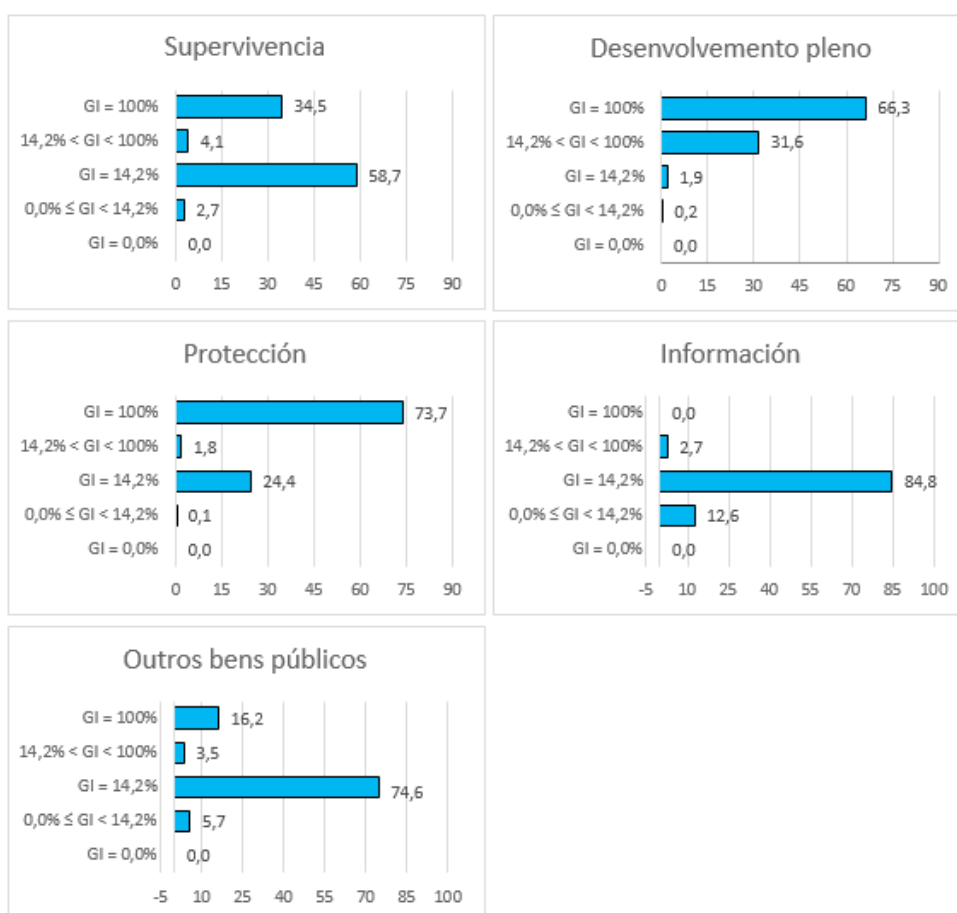 Supervivencia
GI = 100%
34,5
14,2% < GI < 100%
4,1
GI = 14,2%
58,7
0,0% ≤ GI < 14,2%
2,7
GI = 0,0%
0,0
0 15 30 45 60 75 90
Desenvolvemento pleno
GI = 100%
66,3
14,2% < GI < 100%
31,6
GI = 14,2%
1,9
0,0% ≤ GI < 14,2%
0,2
GI = 0,0%
0,0
0 15 30 45 60 75 90
Protección
GI = 100%
73,7
14,2% < GI < 100%
1,8
GI = 14,2%
24,4
0,0% ≤ GI < 14,2%
0,1
GI = 0,0%
0,0
0 15 30 45 60 75 90
Información
GI = 100%
0,0
14,2% < GI < 100%
2,7
GI = 14,2%
84,8
0,0% ≤ GI < 14,2%
12,6
GI = 0,0%
0,0
-5 10 25 40 55 70 85 100
Outros bens públicos
GI = 100%
16,2
14,2% < GI < 100%
3,5
GI = 14,2%
74,6
0,0% ≤ GI < 14,2%
5,7
GI = 0,0%
0,0
-5 10 25 40 55 70 85 100